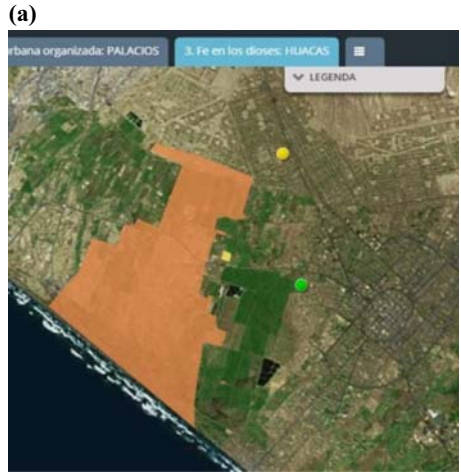 (a)
urbana organizada: PALACIOS
3. Fe en los dioses: HUACAS
LEGENDA